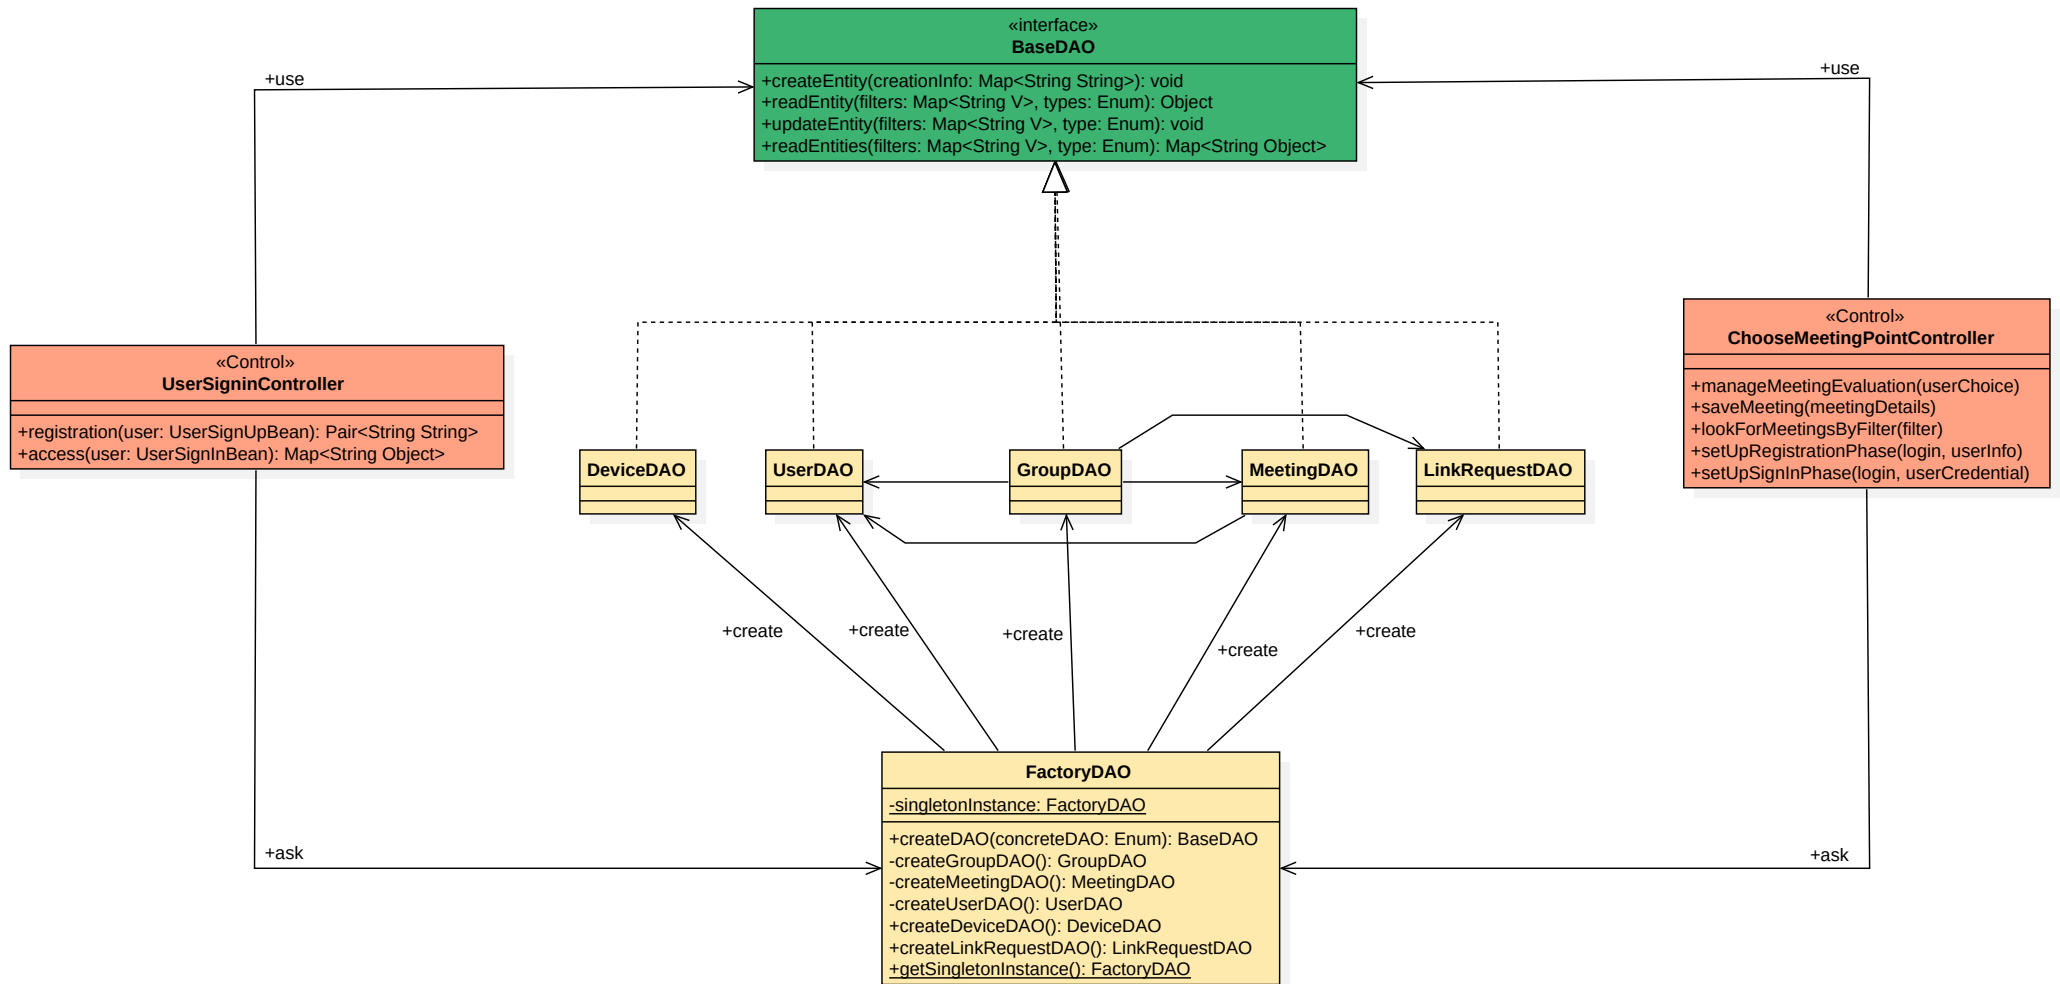 «interface»
BaseDAO
+createEntity(creationInfo: Map<String String>): void
+readEntity(filters: Map<String V>, types: Enum): Object
+updateEntity(filters: Map<String V>, type: Enum): void
+readEntities(filters: Map<String V>, type: Enum): Map<String Object>
+use
+use
«Control»
UserSigninController
+registration(user: UserSignUpBean): Pair<String String>
+access(user: UserSignInBean): Map<String Object>
«Control»
ChooseMeetingPointController
+manageMeetingEvaluation(userChoice)
+saveMeeting(meetingDetails)
+lookForMeetingsByFilter(filter)
+setUpRegistrationPhase(login, userInfo)
+setUpSignInPhase(login, userCredential)
DeviceDAO
UserDAO
GroupDAO
MeetingDAO
LinkRequestDAO
+create
+create
+create
+create
+create
+ask
+ask
FactoryDAO
-singletonInstance: FactoryDAO
+createDAO(concreteDAO: Enum): BaseDAO
-createGroupDAO(): GroupDAO
-createMeetingDAO(): MeetingDAO
-createUserDAO(): UserDAO
+createDeviceDAO(): DeviceDAO
+createLinkRequestDAO(): LinkRequestDAO
+getSingletonInstance(): FactoryDAO